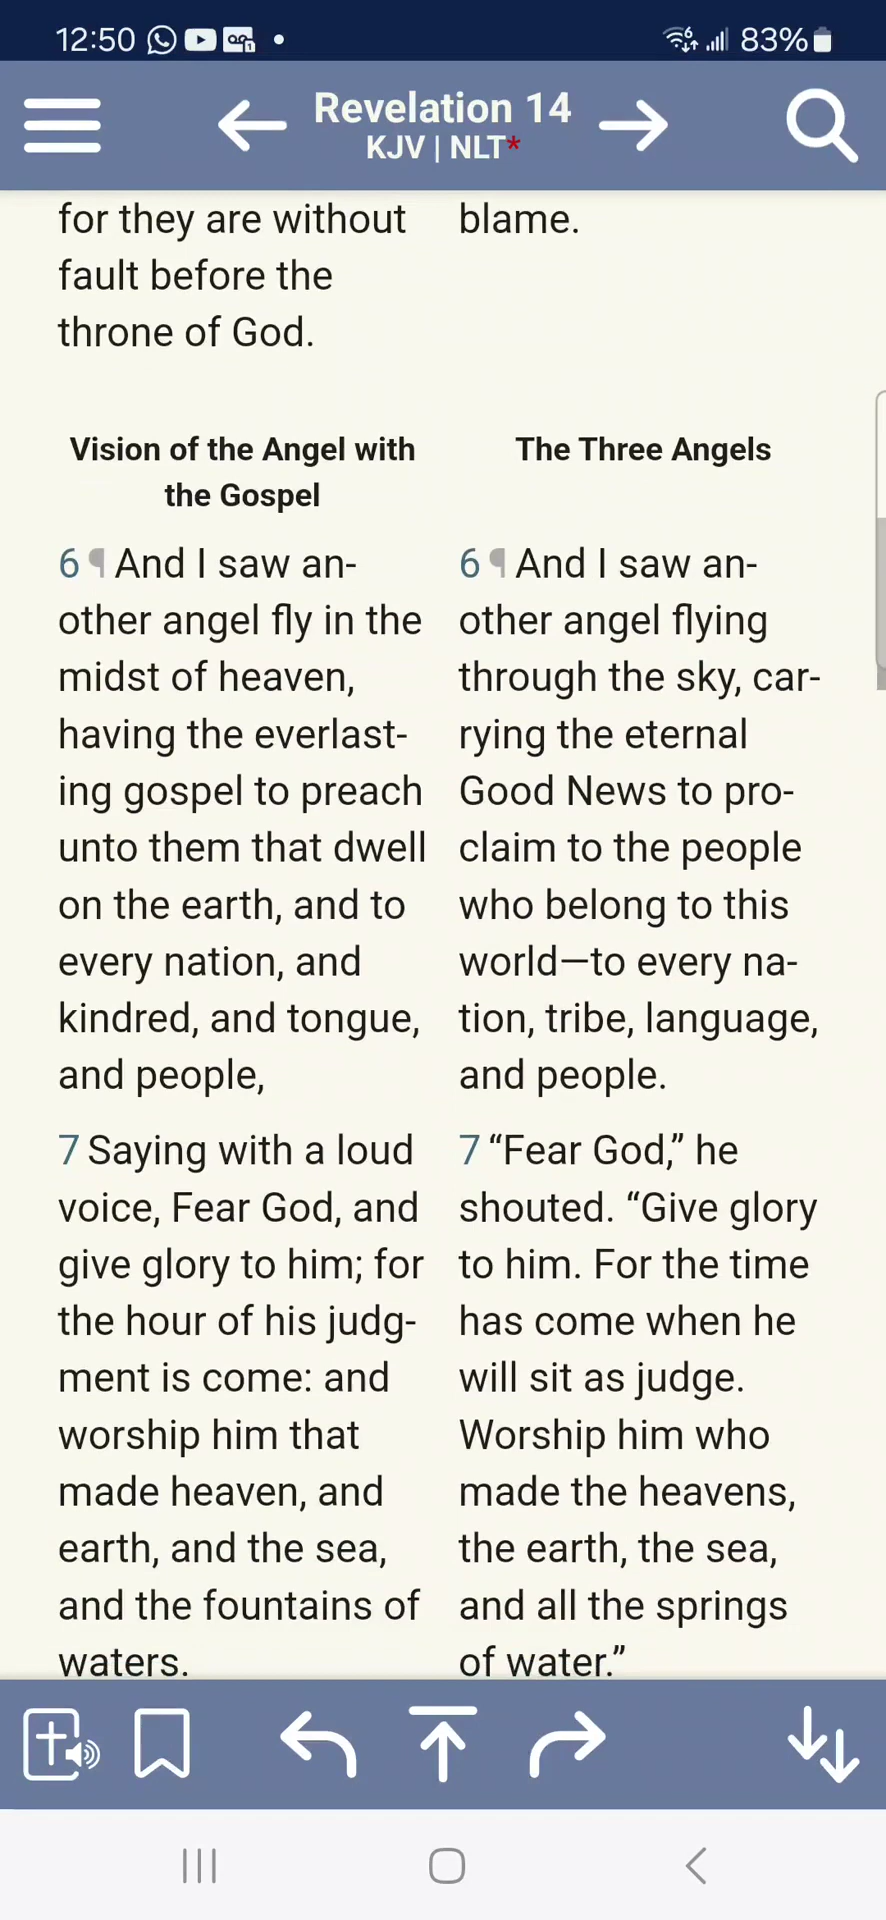 12:50
83%
Revelation 14
KJV | NLT*
for they are without
fault before the
throne of God.
Vision of the Angel with
the Gospel
6 ¶ And I saw an-
other angel fly in the
midst of heaven,
having the everlast-
ing gospel to preach
unto them that dwell
on the earth, and to
every nation, and
kindred, and tongue,
and people,
7 Saying with a loud
voice, Fear God, and
give glory to him; for
the hour of his judg-
ment is come: and
worship him that
made heaven, and
earth, and the sea,
and the fountains of
waters.
blame.
The Three Angels
6 ¶ And I saw an-
other angel flying
through the sky, car-
rying the eternal
Good News to pro-
claim to the people
who belong to this
world—to every na-
tion, tribe, language,
and people.
7 “Fear God,” he
shouted. “Give glory
to him. For the time
has come when he
will sit as judge.
Worship him who
made the heavens,
the earth, the sea,
and all the springs
of water.”